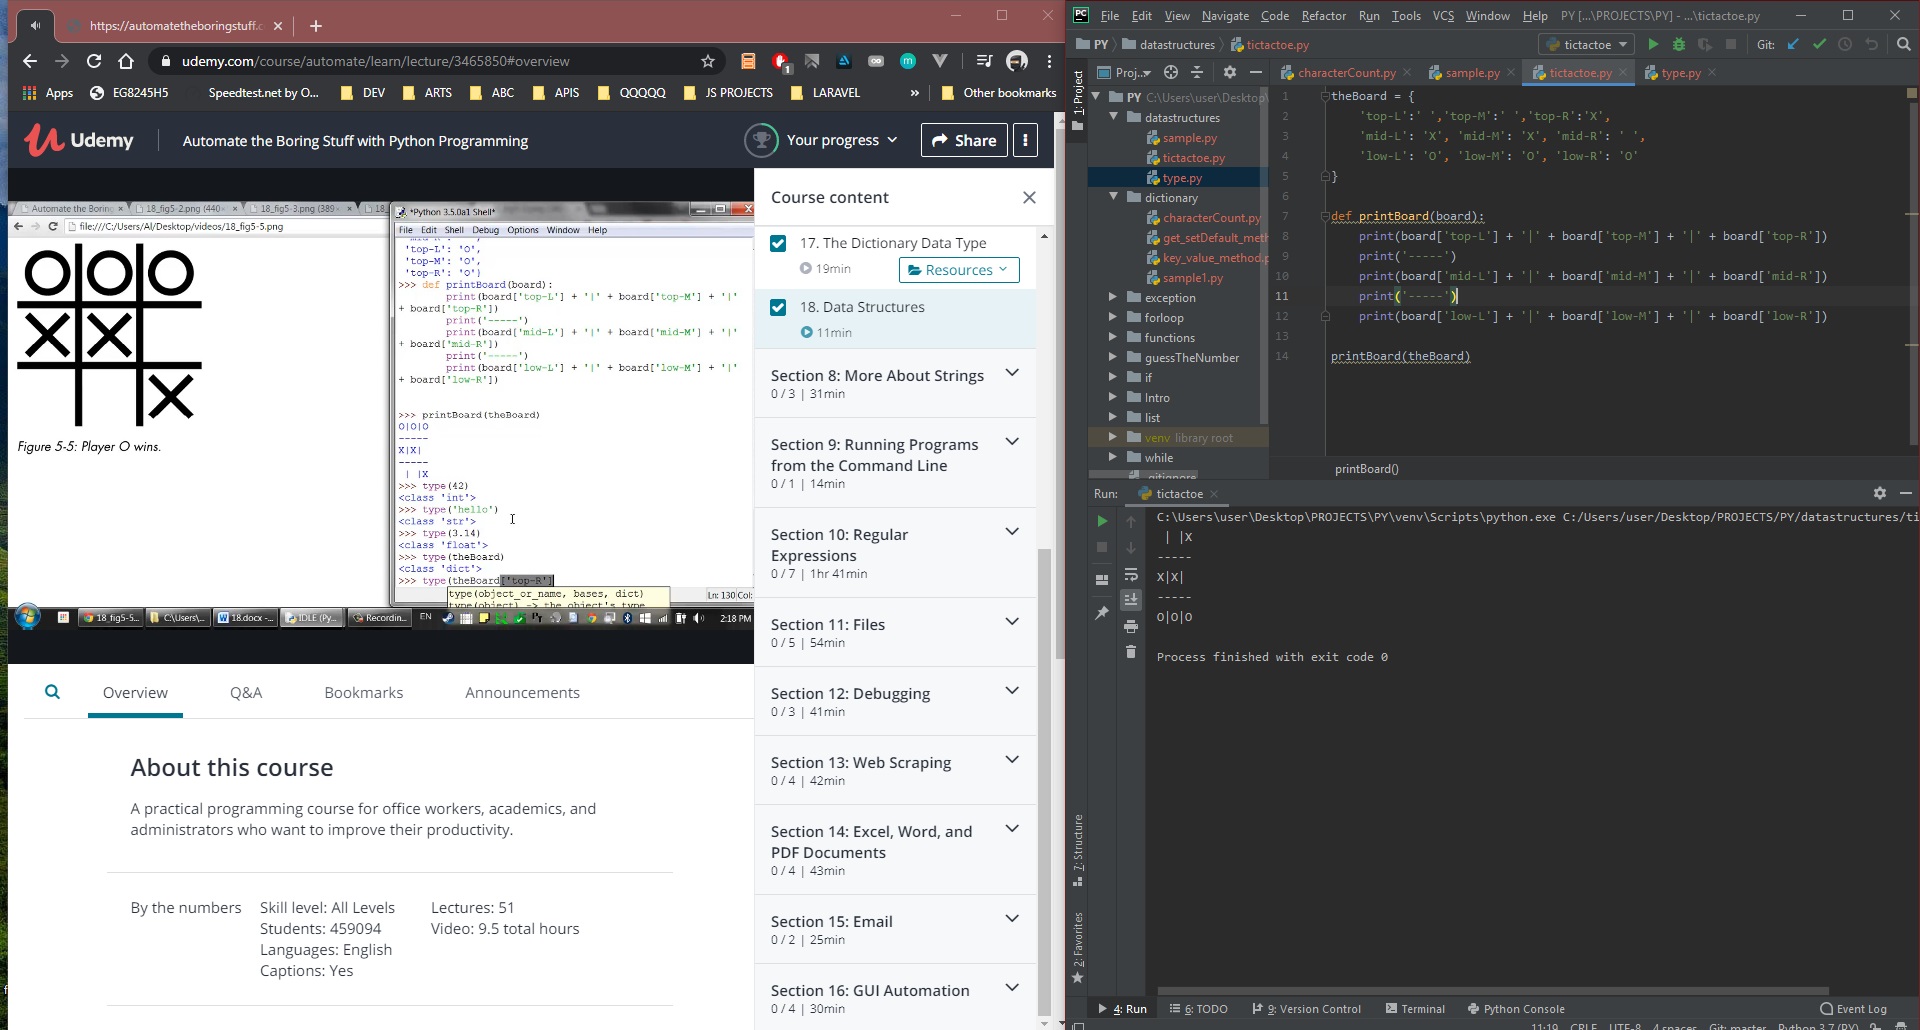 https://automatetheboringstuff.c
udemy.com/course/automate/learn/lecture/3465850#overview
Apps
EG8245H5
Speedtest.net by O...
DEV
ARTS
ABC
APIS
QQQQQ
JS PROJECTS
LARAVEL
»
Other bookmarks
Udemy
Automate the Boring Stuff with Python Programming
Your progress
Share
Automate the Boring
18_fig5-2.png (440
18_fig5-3.png (389
18_
file:///C:/Users/Al/Desktop/videos/18_fig5-5.png
Figure 5-5: Player O wins.
*Python 3.5.0a1 Shell*
File Edit Shell Debug Options Window Help
'top-L': 'O',
'top-M': 'O',
'top-R': 'O'}
>>> def printBoard(board):
print(board['top-L'] + '|' + board['top-M'] + '|'
+ board['top-R'])
print('-----')
print(board['mid-L'] + '|' + board['mid-M'] + '|'
+ board['mid-R'])
print('-----')
print(board['low-L'] + '|' + board['low-M'] + '|'
+ board['low-R'])
>>> printBoard(theBoard)
O|O|O
-----
X|X|
-----
| |X
>>> type(42)
<class 'int'>
>>> type('hello')
<class 'str'>
>>> type(3.14)
<class 'float'>
>>> type(theBoard)
<class 'dict'>
>>> type(theBoard['top-R']
type(object_or_name, bases, dict)
type(object) -> the object's type
Ln: 130 Col:
18_fig5-5...
C:\Users\...
18.docx -...
IDLE (Py...
Recordin...
EN
2:18 PM
Course content
17. The Dictionary Data Type
19min
Resources
18. Data Structures
11min
Section 8: More About Strings
0 / 3 | 31min
Section 9: Running Programs
from the Command Line
0 / 1 | 14min
Section 10: Regular
Expressions
0 / 7 | 1hr 41min
Section 11: Files
0 / 5 | 54min
Section 12: Debugging
0 / 3 | 41min
Section 13: Web Scraping
0 / 4 | 42min
Section 14: Excel, Word, and
PDF Documents
0 / 4 | 43min
Section 15: Email
0 / 2 | 25min
Section 16: GUI Automation
0 / 4 | 30min
Overview
Q&A
Bookmarks
Announcements
About this course
A practical programming course for office workers, academics, and
administrators who want to improve their productivity.
By the numbers
Skill level: All Levels
Students: 459094
Languages: English
Captions: Yes
Lectures: 51
Video: 9.5 total hours
PC File Edit View Navigate Code Refactor Run Tools VCS Window Help PY [...\PROJECTS\PY] - ...\tictactoe.py
PY
datastructures
tictactoe.py
tictactoe
Git:
1: Project
Proj...
characterCount.py
sample.py
tictactoe.py
type.py
PY C:\Users\user\Desktop\
datastructures
sample.py
tictactoe.py
type.py
dictionary
characterCount.py
get_setDefault_meth
key_value_method.p
sample1.py
exception
forloop
functions
guessTheNumber
if
Intro
list
venv library root
while
.gitignore
1 theBoard = {
2 'top-L':' ','top-M':' ','top-R':'X',
3 'mid-L': 'X', 'mid-M': 'X', 'mid-R': ' ',
4 'low-L': 'O', 'low-M': 'O', 'low-R': 'O'
5 }
6
7 def printBoard(board):
8 print(board['top-L'] + '|' + board['top-M'] + '|' + board['top-R'])
9 print('-----')
10 print(board['mid-L'] + '|' + board['mid-M'] + '|' + board['mid-R'])
11 print('-----')
12 print(board['low-L'] + '|' + board['low-M'] + '|' + board['low-R'])
13
14 printBoard(theBoard)
printBoard()
Run:
tictactoe
C:\Users\user\Desktop\PROJECTS\PY\venv\Scripts\python.exe C:/Users/user/Desktop/PROJECTS/PY/datastructures/ti
| |X
-----
X|X|
-----
O|O|O
Process finished with exit code 0
7: Structure
2: Favorites
4: Run
6: TODO
9: Version Control
Terminal
Python Console
Event Log
11:19 CRLF UTF-8 4 spaces Git: master Python 3.7 (PY)